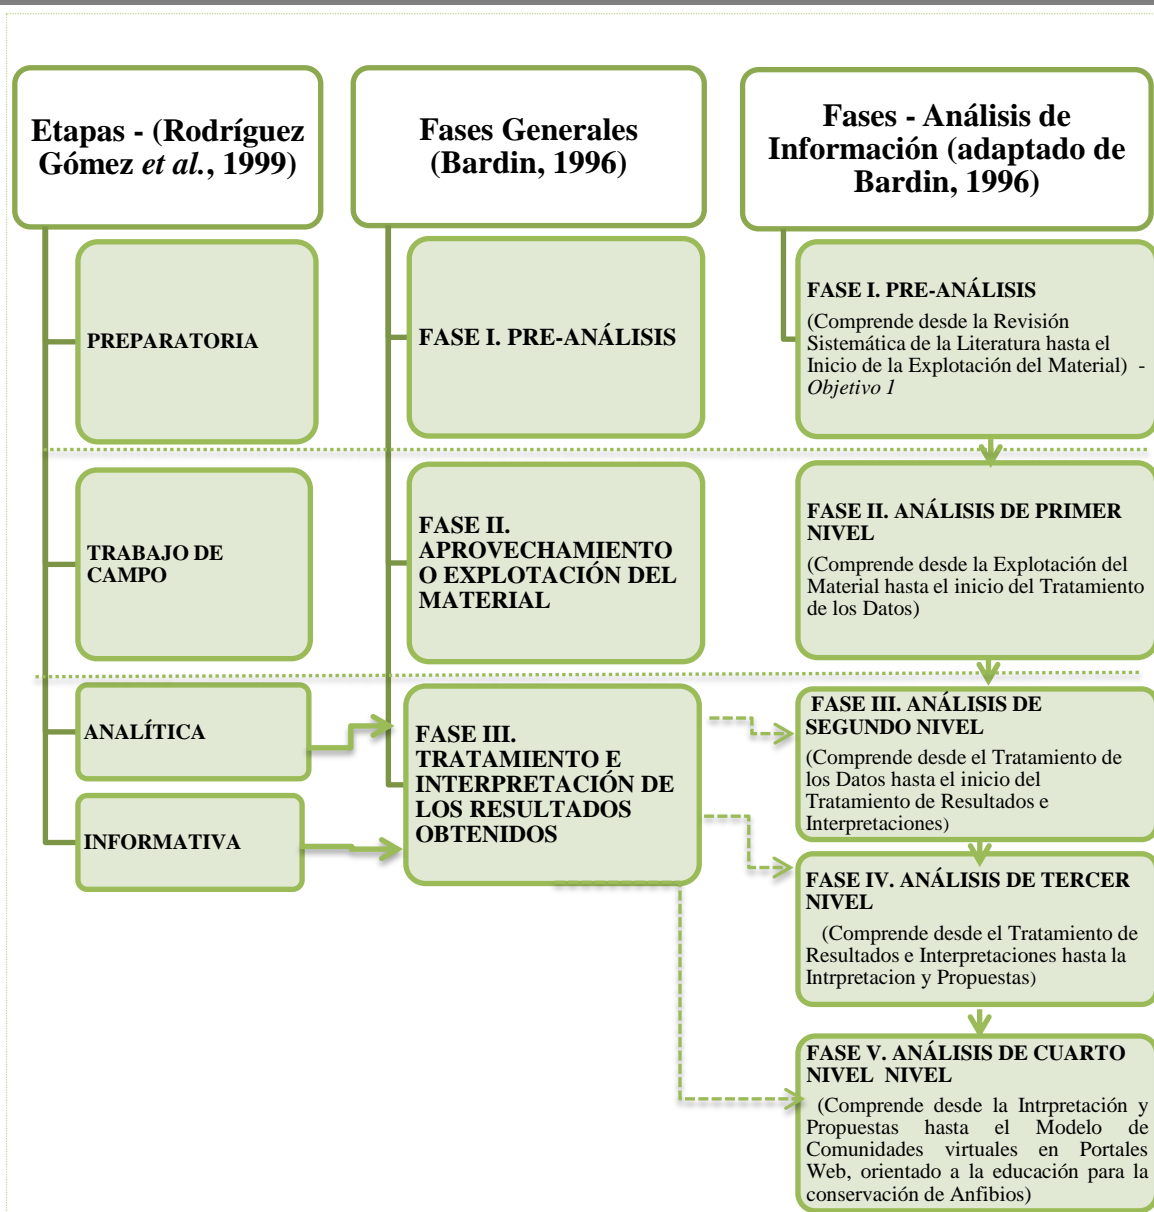 Etapas - (Rodríguez
Gómez et al., 1999)
PREPARATORIA
TRABAJO DE
CAMPO
ANALÍTICA
INFORMATIVA
Fases Generales
(Bardin, 1996)
FASE I. PRE-ANÁLISIS
FASE II.
APROVECHAMIENTO
O EXPLOTACIÓN DEL
MATERIAL
FASE III.
TRATAMIENTO E
INTERPRETACIÓN DE
LOS RESULTADOS
OBTENIDOS
Fases - Análisis de
Información (adaptado de
Bardin, 1996)
FASE I. PRE-ANÁLISIS
(Comprende desde la Revisión
Sistemática de la Literatura hasta el
Inicio de la Explotación del Material) -
Objetivo 1
FASE II. ANÁLISIS DE PRIMER
NIVEL
(Comprende desde la Explotación del
Material hasta el inicio del Tratamiento
de los Datos)
FASE III. ANÁLISIS DE
SEGUNDO NIVEL
(Comprende desde el Tratamiento de
los Datos hasta el inicio del
Tratamiento de Resultados e
Interpretaciones)
FASE IV. ANÁLISIS DE TERCER
NIVEL
(Comprende desde el Tratamiento de
Resultados e Interpretaciones hasta la
Intrpretacion y Propuestas)
FASE V. ANÁLISIS DE CUARTO
NIVEL NIVEL
(Comprende desde la Intrpretación y
Propuestas hasta el Modelo de
Comunidades virtuales en Portales
Web, orientado a la educación para la
conservación de Anfibios)